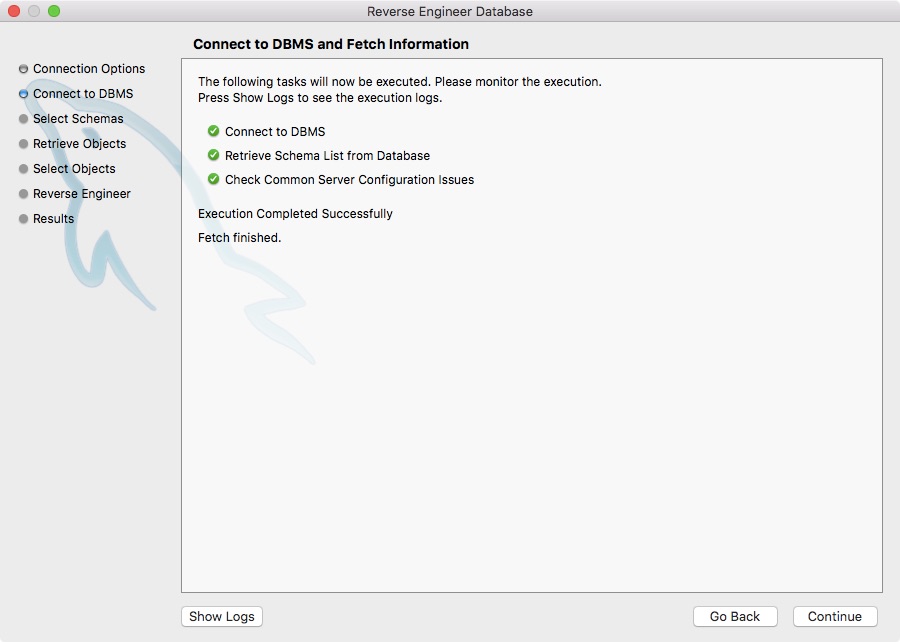 Reverse Engineer Database
Connect to DBMS and Fetch Information
Connection Options
Connect to DBMS
Select Schemas
Retrieve Objects
Select Objects
Reverse Engineer
Results
The following tasks will now be executed. Please monitor the execution.
Press Show Logs to see the execution logs.
Connect to DBMS
Retrieve Schema List from Database
Check Common Server Configuration Issues
Execution Completed Successfully
Fetch finished.
Show Logs
Go Back
Continue